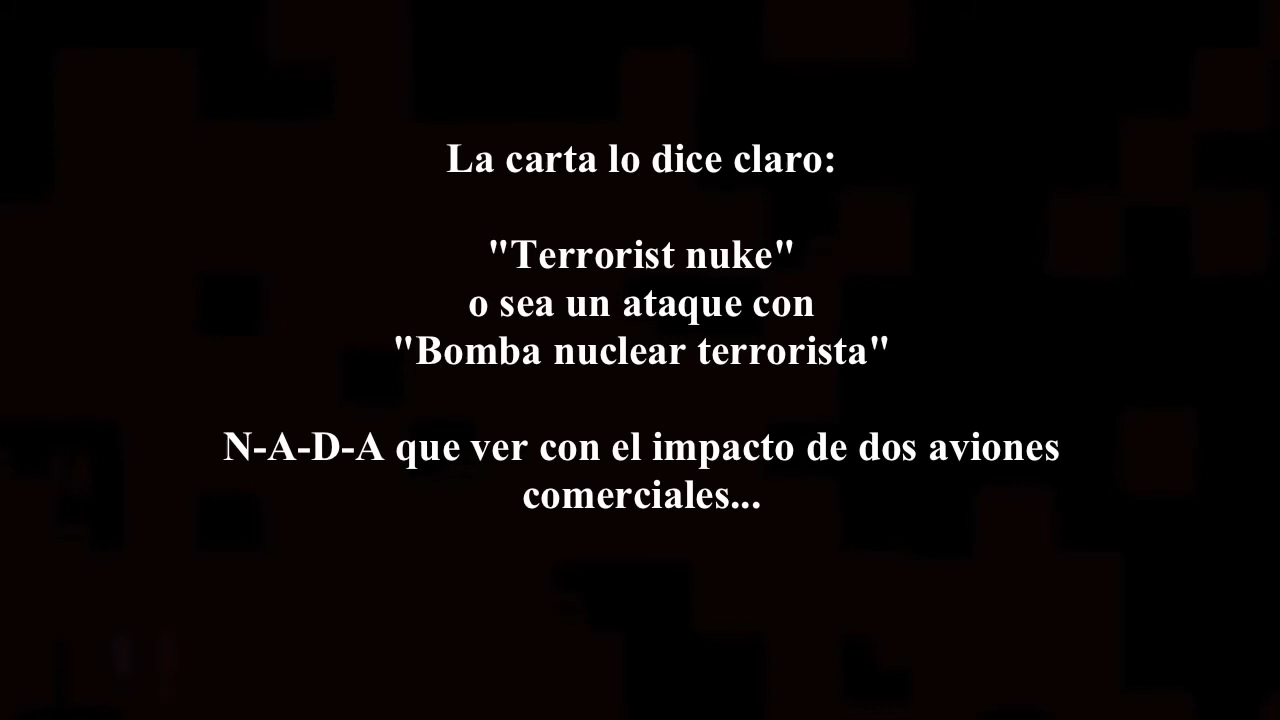 La carta lo dice claro:
"Terrorist nuke"
o sea un ataque con
"Bomba nuclear terrorista"
N-A-D-A que ver con el impacto de dos aviones
comerciales...